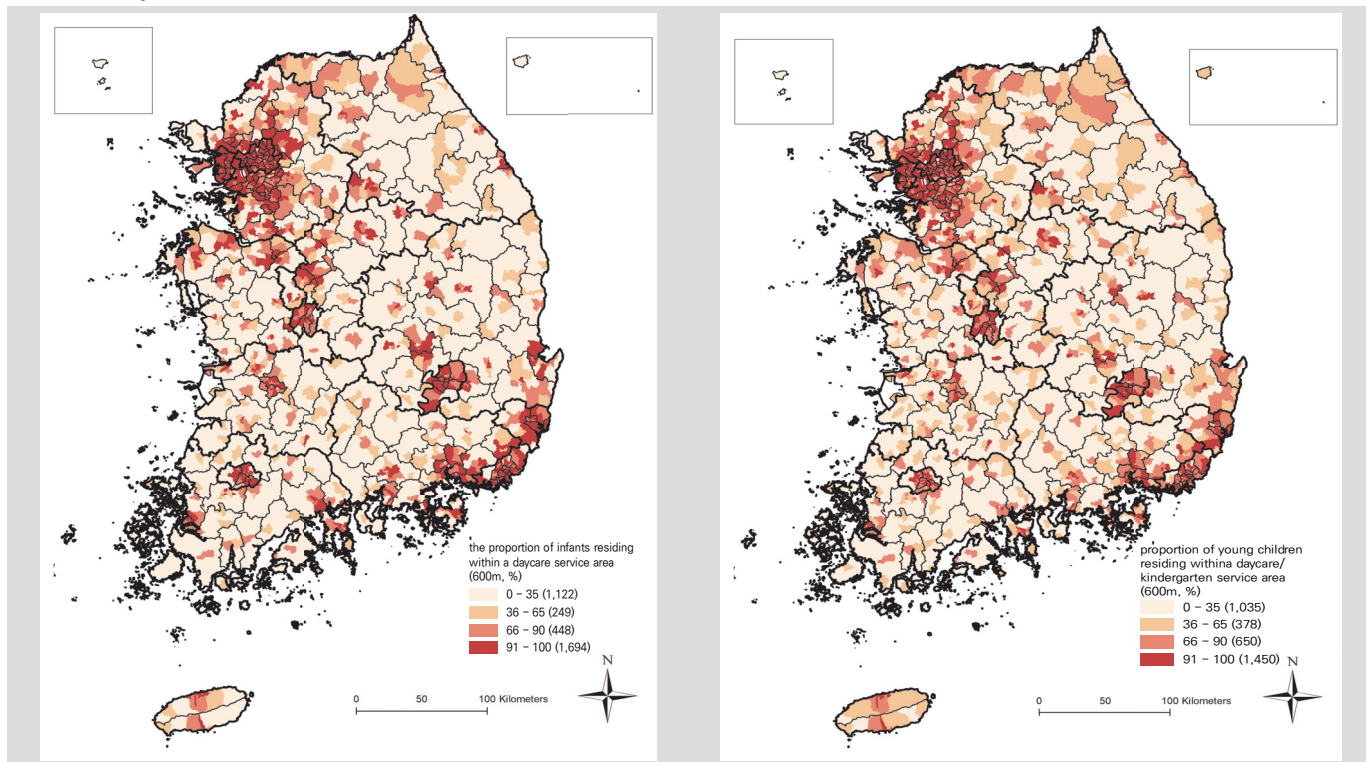 the proportion of infants residing
within a daycare service area
(600m, %)
0 – 35 (1,122)
36 – 65 (249)
66 – 90 (448)
91 – 100 (1,694)
N
0 50 100 Kilometers
proportion of young children
residing withina daycare/
kindergarten service area
(600m, %)
0 – 35 (1,035)
36 – 65 (378)
66 – 90 (650)
91 – 100 (1,450)
N
0 50 100 Kilometers